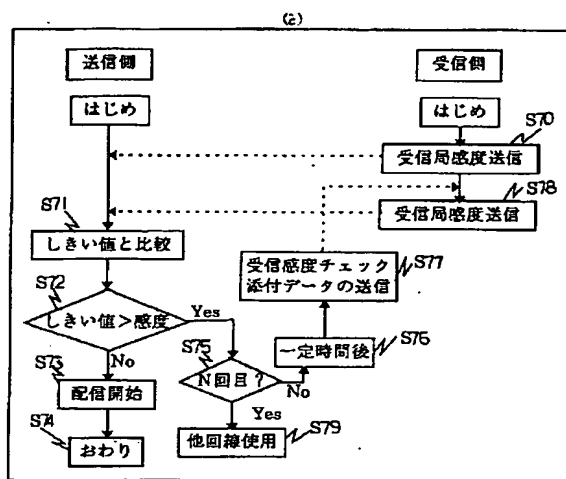 (2)
送信側
受信側
はじめ
はじめ
S70
受信局感度送信
S78
受信局感度送信
S71
しきい値と比較
S77
受信感度チェック
添付データの送信
S72
しきい値＞感度
Yes
No
S75
N回目？
No
S76
一定時間後
Yes
S73
配信開始
S79
他回線使用
S74
おわり